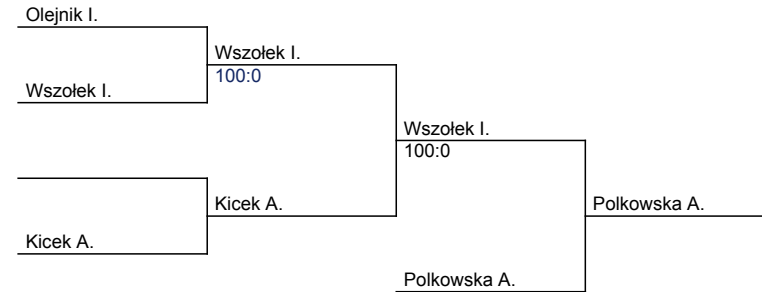 Olejnik I.
Wszołek I.
100:0
Wszołek I.
Wszołek I.
100:0
Kicek A.
Polkowska A.
Kicek A.
Polkowska A.